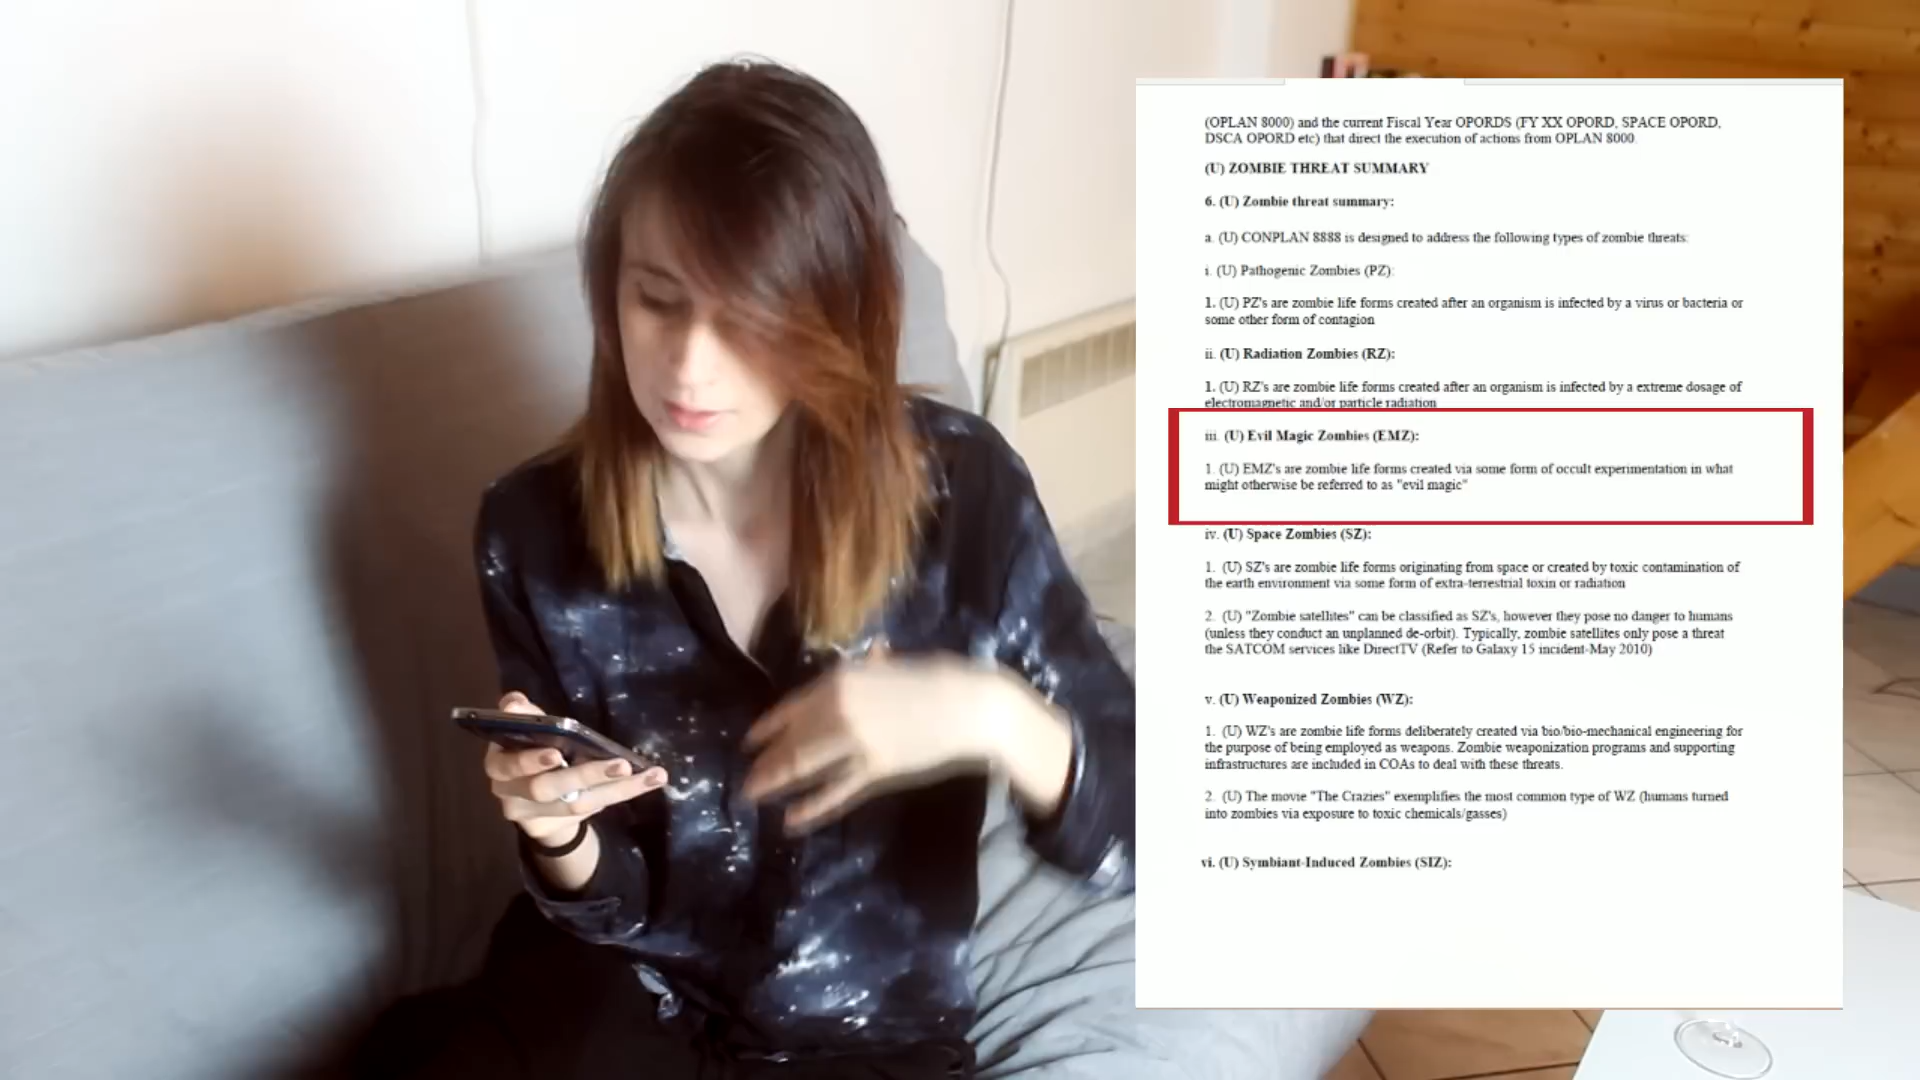 (OPLAN 8000) and the current Fiscal Year OPORDS (FY XX OPORD, SPACE OPORD,
DSCA OPORD etc) that direct the execution of actions from OPLAN 8000.
(U) ZOMBIE THREAT SUMMARY
6. (U) Zombie threat summary:
a. (U) CONPLAN 8888 is designed to address the following types of zombie threats:
i. (U) Pathogenic Zombies (PZ):
1. (U) PZ's are zombie life forms created after an organism is infected by a virus or bacteria or
some other form of contagion
ii. (U) Radiation Zombies (RZ):
1. (U) RZ's are zombie life forms created after an organism is infected by a extreme dosage of
electromagnetic and/or particle radiation
iii. (U) Evil Magic Zombies (EMZ):
1. (U) EMZ's are zombie life forms created via some form of occult experimentation in what
might otherwise be referred to as "evil magic"
iv. (U) Space Zombies (SZ):
1. (U) SZ's are zombie life forms originating from space or created by toxic contamination of
the earth environment via some form of extra-terrestrial toxin or radiation
2. (U) "Zombie satellites" can be classified as SZ's, however they pose no danger to humans
(unless they conduct an unplanned de-orbit). Typically, zombie satellites only pose a threat
the SATCOM services like DirectTV (Refer to Galaxy 15 incident-May 2010)
v. (U) Weaponized Zombies (WZ):
1. (U) WZ's are zombie life forms deliberately created via bio/bio-mechanical engineering for
the purpose of being employed as weapons. Zombie weaponization programs and supporting
infrastructures are included in COAs to deal with these threats.
2. (U) The movie "The Crazies" exemplifies the most common type of WZ (humans turned
into zombies via exposure to toxic chemicals/gasses)
vi. (U) Symbiant-Induced Zombies (SIZ):